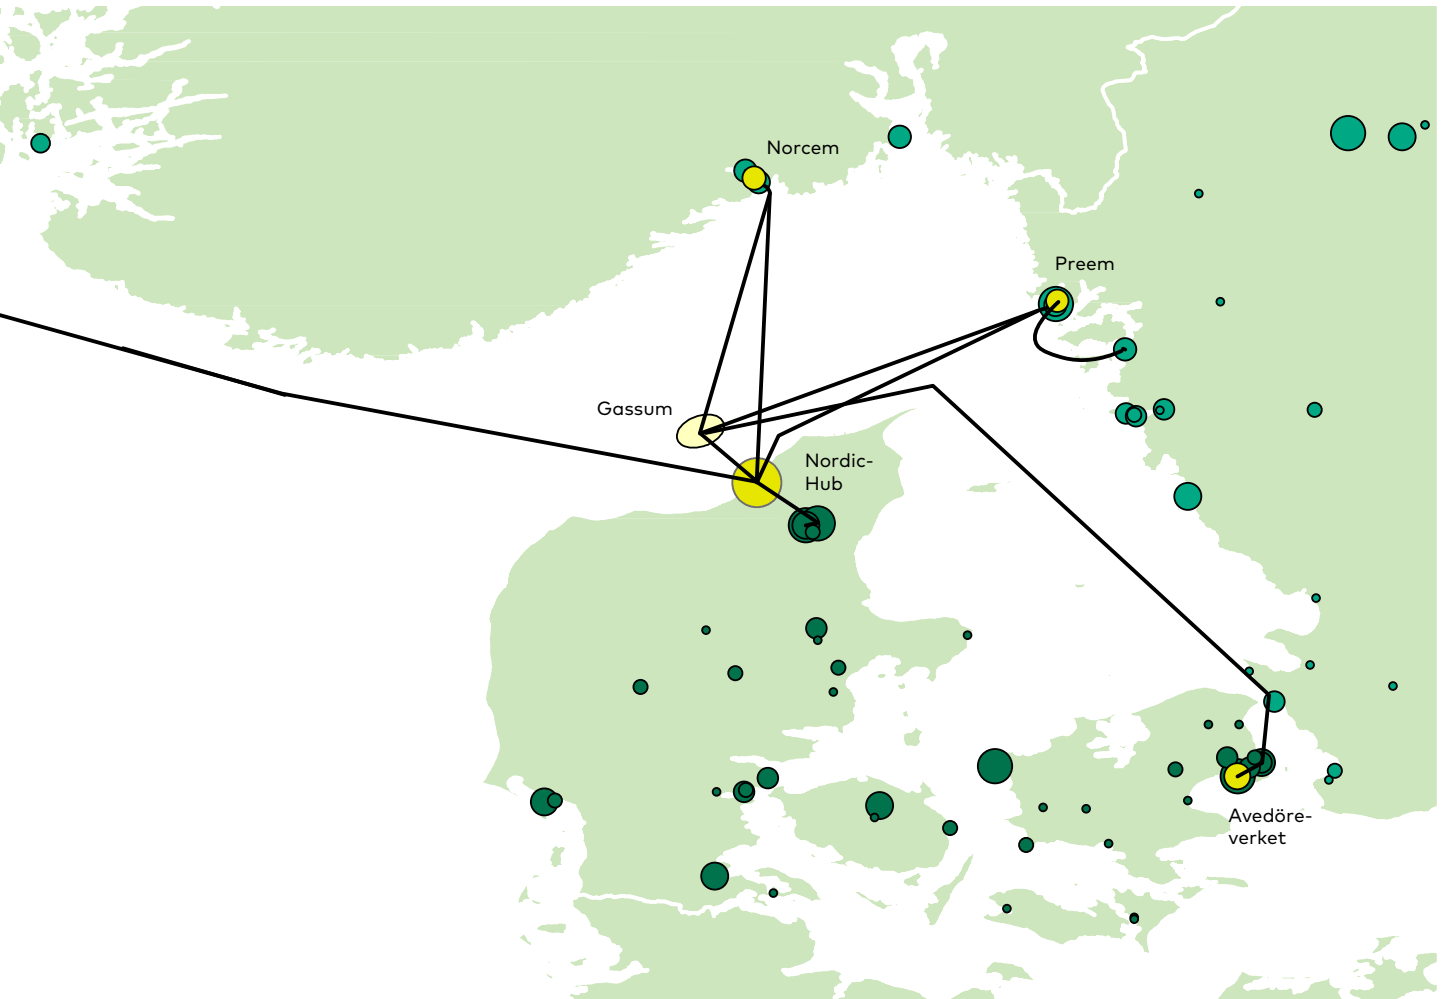 Norcem
Preem
Gassum
Nordic-
Hub
Avedöre-
verket